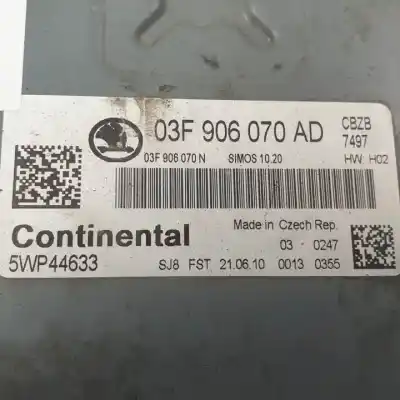 03F 906 070 AD CBZB
7497
03F 906 070 N SIMOS 10.20 HW H02
Continental
Made in Czech Rep.
03 0247
5WP44633
SJ8 FST 21.06.10 0013 0355